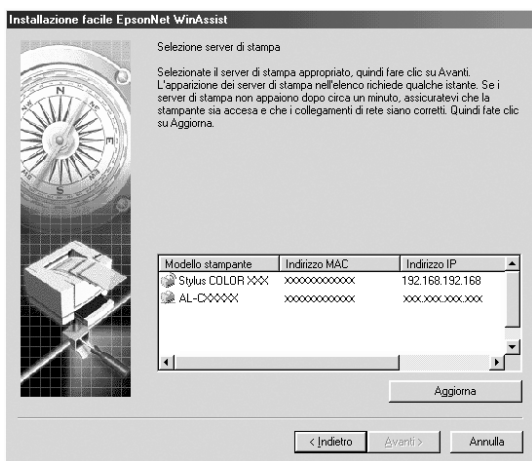 Installazione facile EpsonNet WinAssist
Selezione server di stampa
Selezionate il server di stampa appropriato, quindi fare clic su Avanti.
L'apparizione dei server di stampa nell'elenco richiede qualche istante. Se i
server di stampa non appaiono dopo circa un minuto, assicuratevi che la
stampante sia accesa e che i collegamenti di rete siano corretti. Quindi fate clic
su Aggiorna.
N
E
S
Modello stampante Indirizzo MAC Indirizzo IP
Stylus COLOR XXX XXXXXXXXXXXX 192.168.192.168
AL-CXXXXX XXXXXXXXXXXX XXX.XXX.XXX.XXX
Aggiorna
< Indietro Avanti > Annulla